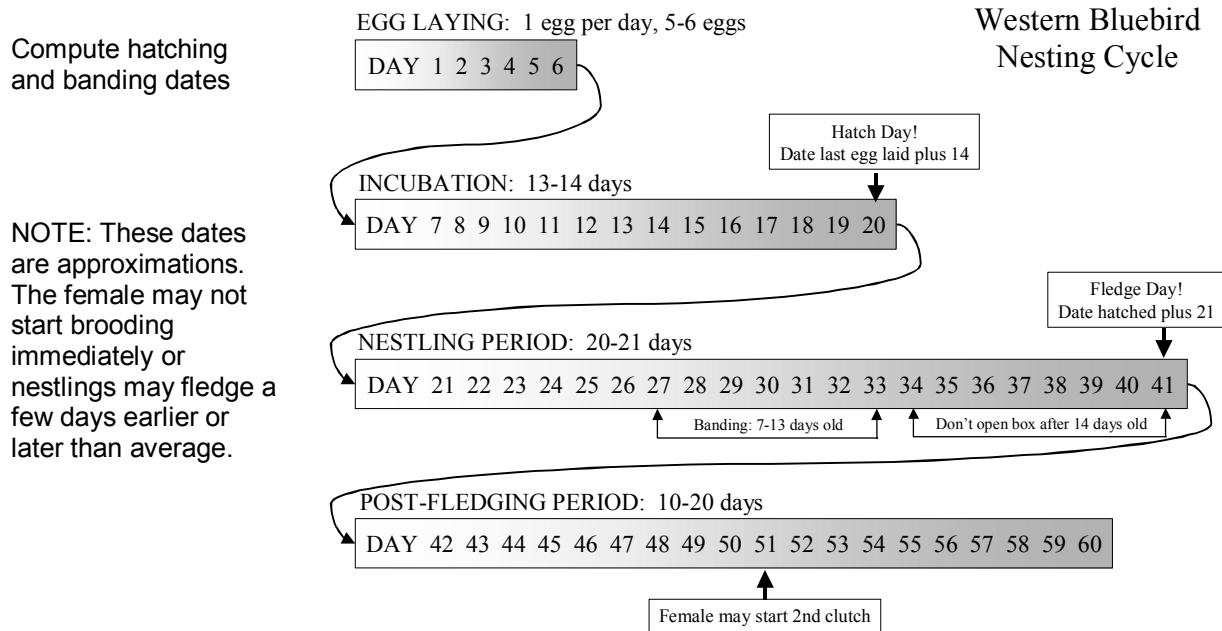 Western Bluebird
Nesting Cycle
Compute hatching
and banding dates
EGG LAYING: 1 egg per day, 5-6 eggs
DAY 1 2 3 4 5 6
Hatch Day!
Date last egg laid plus 14
INCUBATION: 13-14 days
DAY 7 8 9 10 11 12 13 14 15 16 17 18 19 20
NOTE: These dates
are approximations.
The female may not
start brooding
immediately or
nestlings may fledge a
few days earlier or
later than average.
Fledge Day!
Date hatched plus 21
NESTLING PERIOD: 20-21 days
DAY 21 22 23 24 25 26 27 28 29 30 31 32 33 34 35 36 37 38 39 40 41
Banding: 7-13 days old
Don't open box after 14 days old
POST-FLEDGING PERIOD: 10-20 days
DAY 42 43 44 45 46 47 48 49 50 51 52 53 54 55 56 57 58 59 60
Female may start 2nd clutch